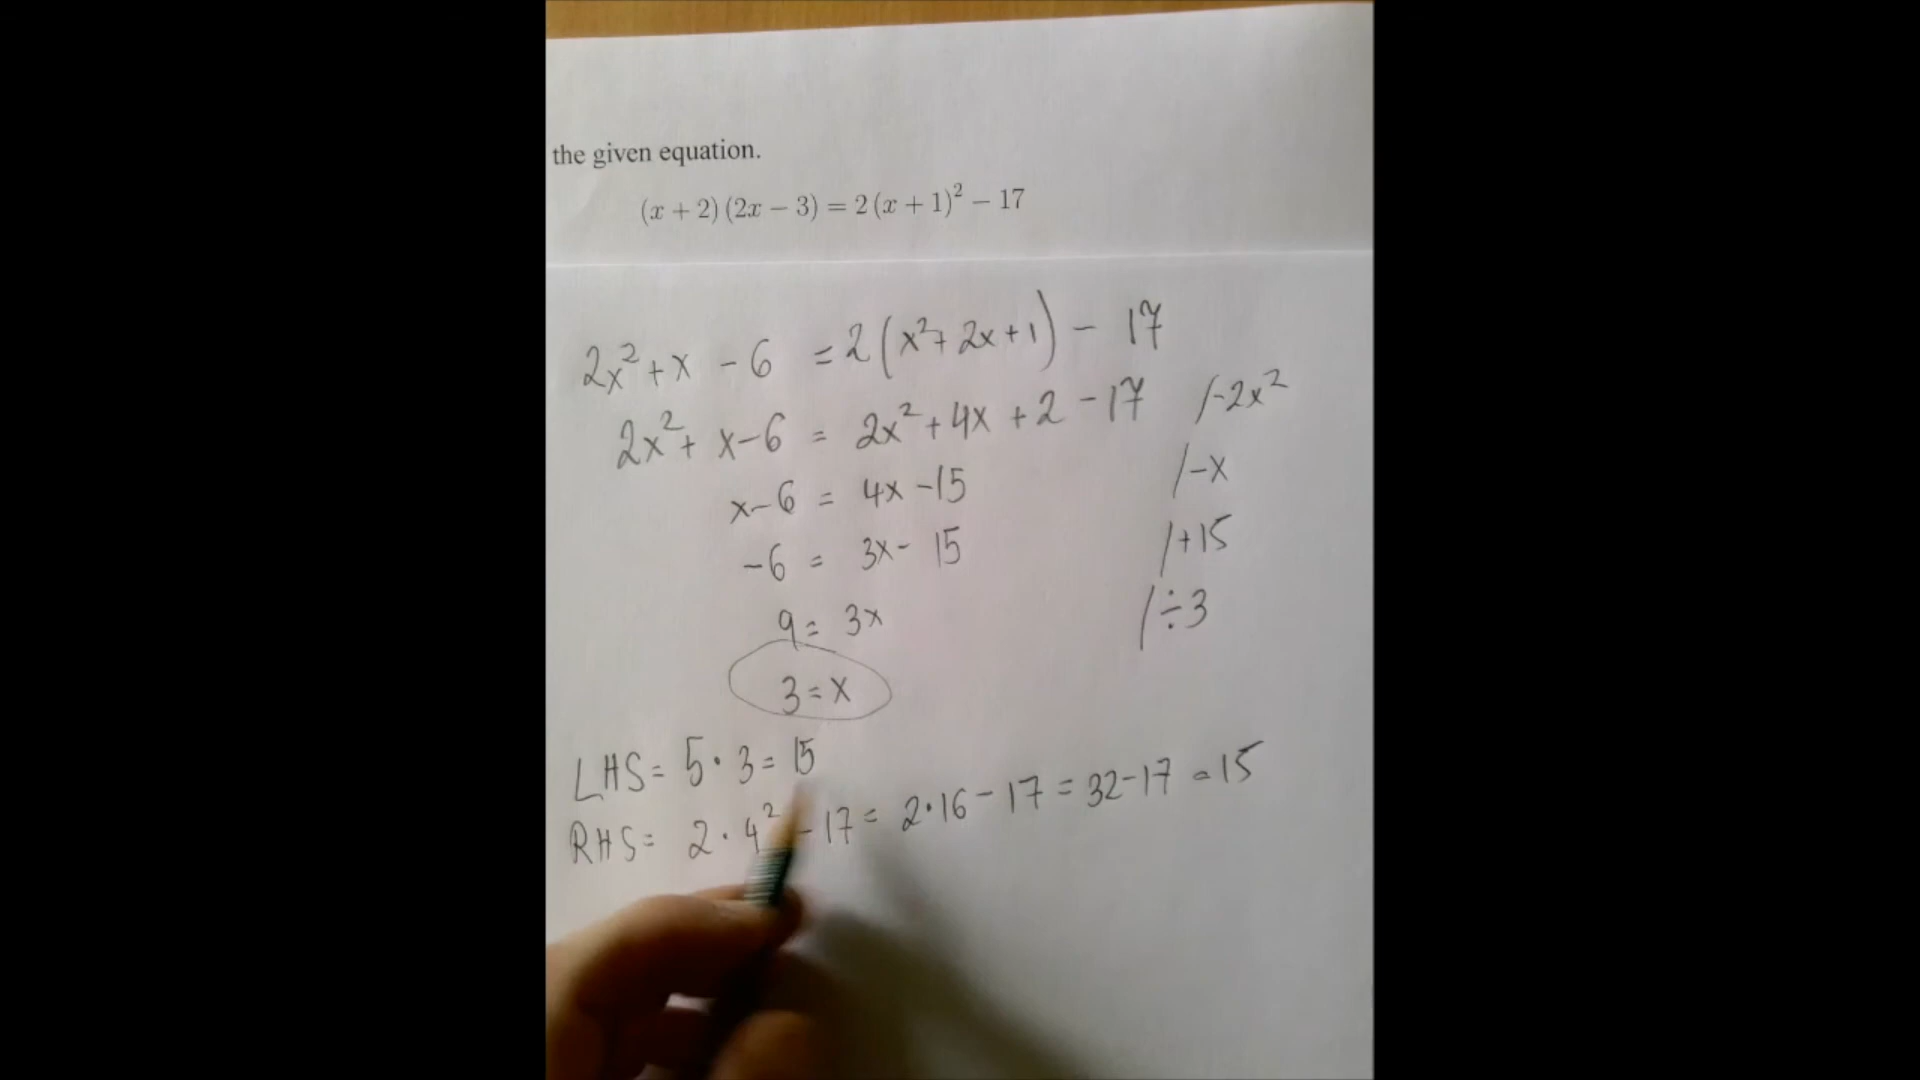 the given equation.
(x + 2) (2x − 3) = 2 (x + 1)² − 17
2x² + x − 6 = 2 (x² + 2x + 1) − 17
2x² + x − 6 = 2x² + 4x + 2 − 17 /−2x²
x − 6 = 4x − 15 /−x
−6 = 3x − 15 /+15
9 = 3x /÷3
3 = x
LHS = 5 · 3 = 15
RHS = 2 · 4² − 17 = 2 · 16 − 17 = 32 − 17 = 15